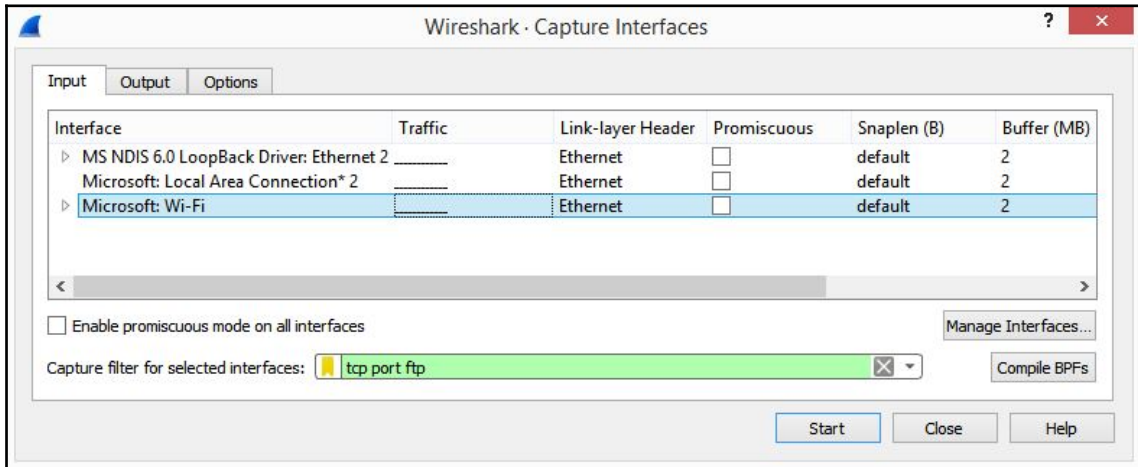 Wireshark · Capture Interfaces
?
Input Output Options
Interface Traffic Link-layer Header Promiscuous Snaplen (B) Buffer (MB)
MS NDIS 6.0 LoopBack Driver: Ethernet 2 Ethernet default 2
Microsoft: Local Area Connection* 2 Ethernet default 2
Microsoft: Wi-Fi Ethernet default 2
Enable promiscuous mode on all interfaces Manage Interfaces...
Capture filter for selected interfaces: tcp port ftp Compile BPFs
Start Close Help